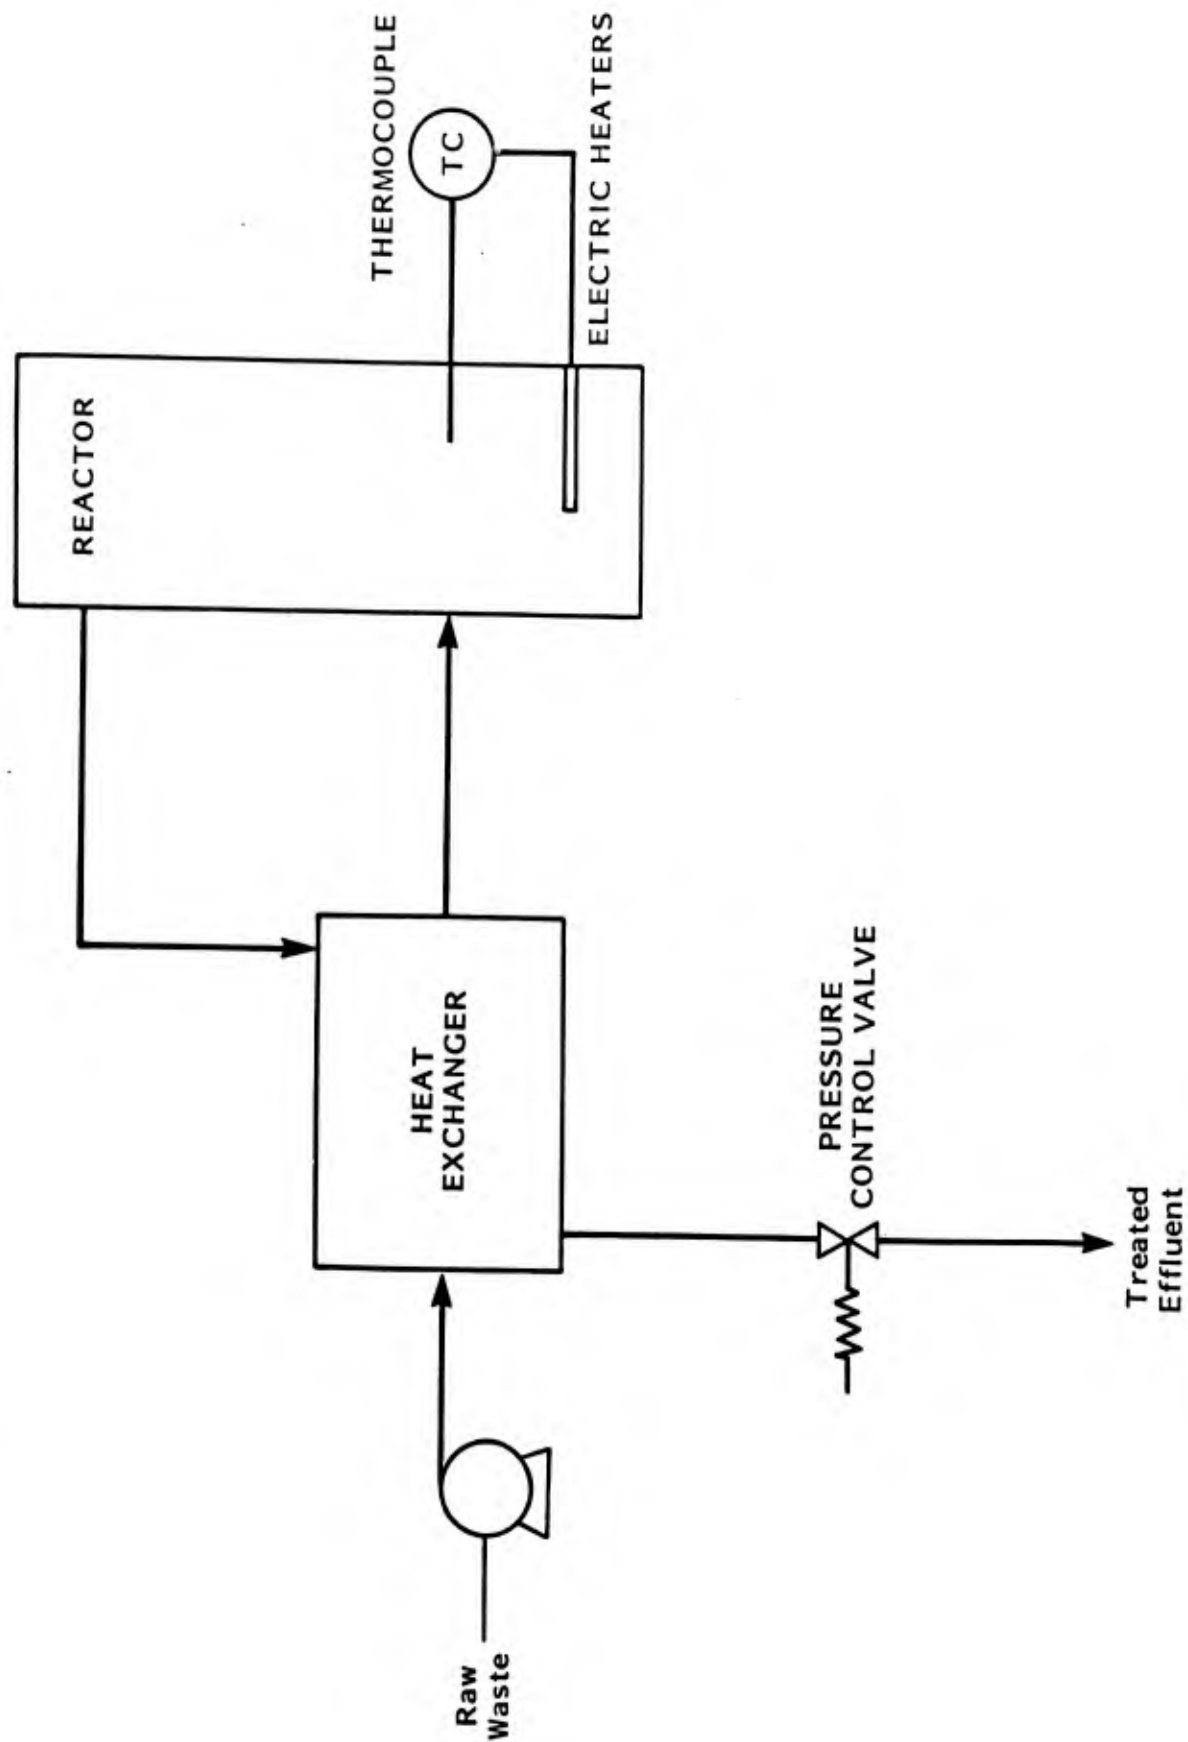 REACTOR
THERMOCOUPLE
TC
ELECTRIC HEATERS
HEAT
EXCHANGER
PRESSURE
CONTROL VALVE
Raw
Waste
Treated
Effluent